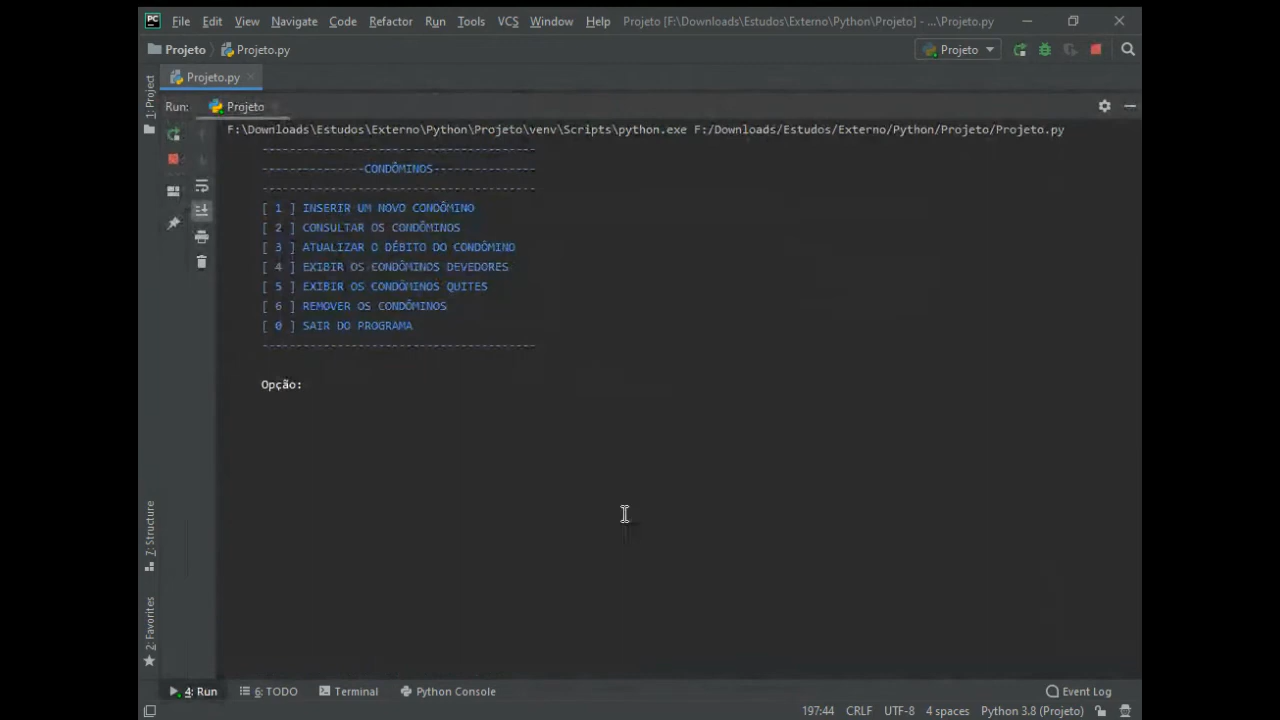 PC File Edit View Navigate Code Refactor Run Tools VCS Window Help Projeto [F:\Downloads\Estudos\Externo\Python\Projeto] - ...\Projeto.py
Projeto Projeto.py Projeto
1: Project
Projeto.py
Run: Projeto
F:\Downloads\Estudos\Externo\Python\Projeto\venv\Scripts\python.exe F:/Downloads/Estudos/Externo/Python/Projeto/Projeto.py
----------------------------------------
---------------CONDÔMINOS---------------
----------------------------------------
[ 1 ] INSERIR UM NOVO CONDÔMINO
[ 2 ] CONSULTAR OS CONDÔMINOS
[ 3 ] ATUALIZAR O DÉBITO DO CONDÔMINO
[ 4 ] EXIBIR OS CONDÔMINOS DEVEDORES
[ 5 ] EXIBIR OS CONDÔMINOS QUITES
[ 6 ] REMOVER OS CONDÔMINOS
[ 0 ] SAIR DO PROGRAMA
----------------------------------------
Opção:
7: Structure
2: Favorites
4: Run 6: TODO Terminal Python Console Event Log
197:44 CRLF UTF-8 4 spaces Python 3.8 (Projeto)